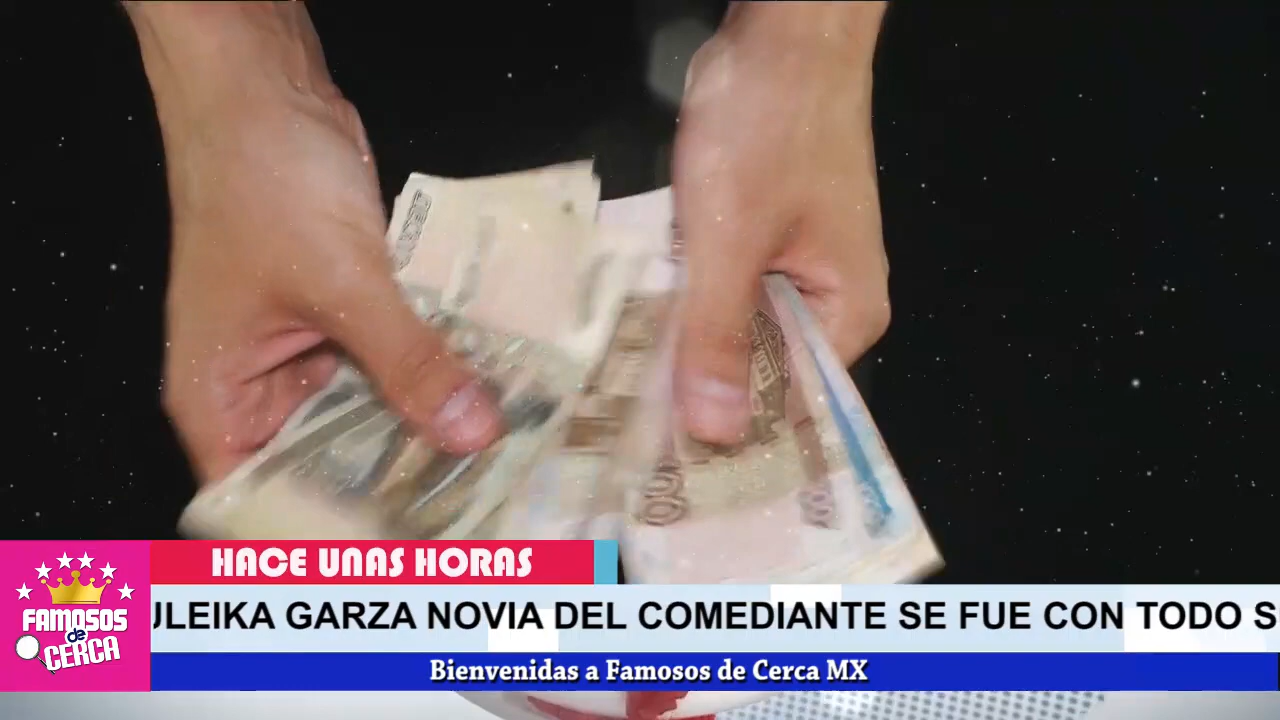 HACE UNAS HORAS
FAMOSOS
de
CERCA
ULEIKA GARZA NOVIA DEL COMEDIANTE SE FUE CON TODO S
Bienvenidas a Famosos de Cerca MX